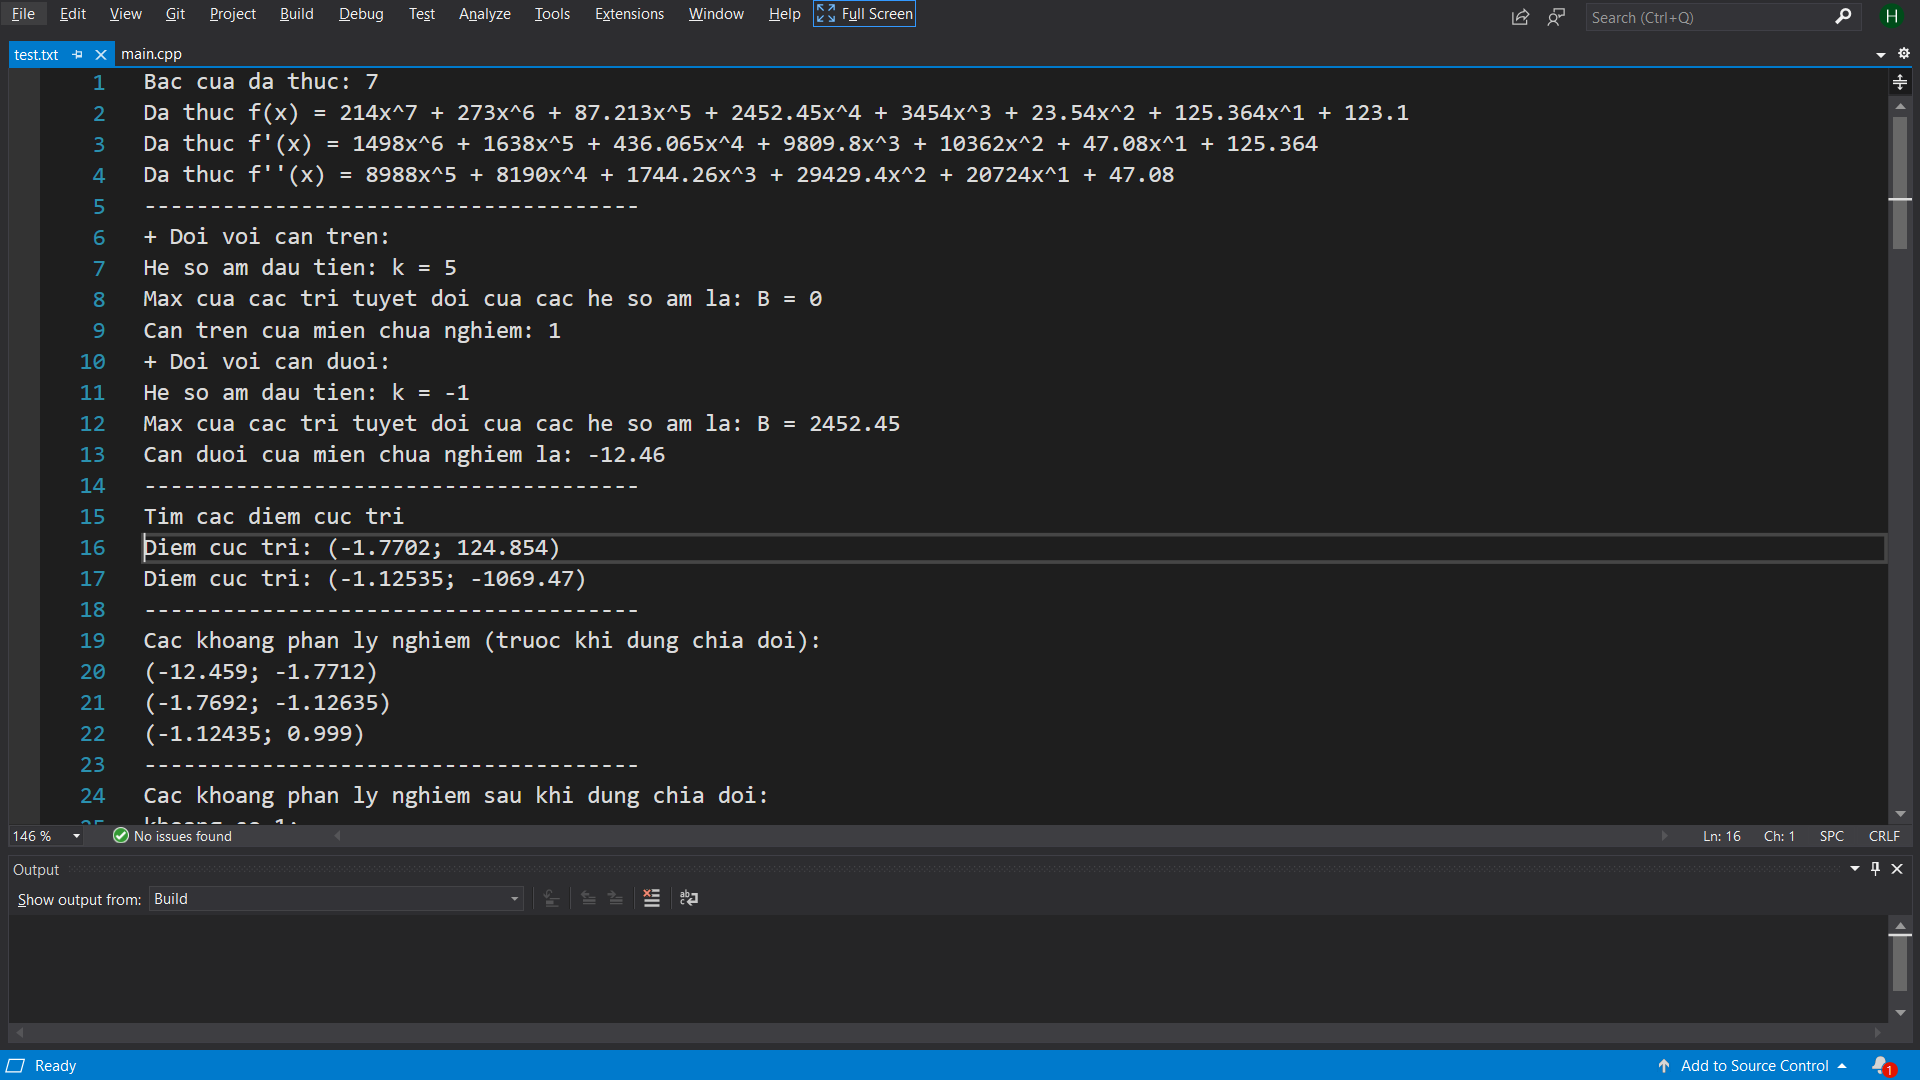 File Edit View Git Project Build Debug Test Analyze Tools Extensions Window Help Full Screen Search (Ctrl+Q) H
test.txt main.cpp
1 Bac cua da thuc: 7
2 Da thuc f(x) = 214x^7 + 273x^6 + 87.213x^5 + 2452.45x^4 + 3454x^3 + 23.54x^2 + 125.364x^1 + 123.1
3 Da thuc f'(x) = 1498x^6 + 1638x^5 + 436.065x^4 + 9809.8x^3 + 10362x^2 + 47.08x^1 + 125.364
4 Da thuc f''(x) = 8988x^5 + 8190x^4 + 1744.26x^3 + 29429.4x^2 + 20724x^1 + 47.08
5 --------------------------------------
6 + Doi voi can tren:
7 He so am dau tien: k = 5
8 Max cua cac tri tuyet doi cua cac he so am la: B = 0
9 Can tren cua mien chua nghiem: 1
10 + Doi voi can duoi:
11 He so am dau tien: k = -1
12 Max cua cac tri tuyet doi cua cac he so am la: B = 2452.45
13 Can duoi cua mien chua nghiem la: -12.46
14 --------------------------------------
15 Tim cac diem cuc tri
16 Diem cuc tri: (-1.7702; 124.854)
17 Diem cuc tri: (-1.12535; -1069.47)
18 --------------------------------------
19 Cac khoang phan ly nghiem (truoc khi dung chia doi):
20 (-12.459; -1.7712)
21 (-1.7692; -1.12635)
22 (-1.12435; 0.999)
23 --------------------------------------
24 Cac khoang phan ly nghiem sau khi dung chia doi:
146 % No issues found Ln: 16 Ch: 1 SPC CRLF
Output
Show output from: Build
Ready Add to Source Control 1